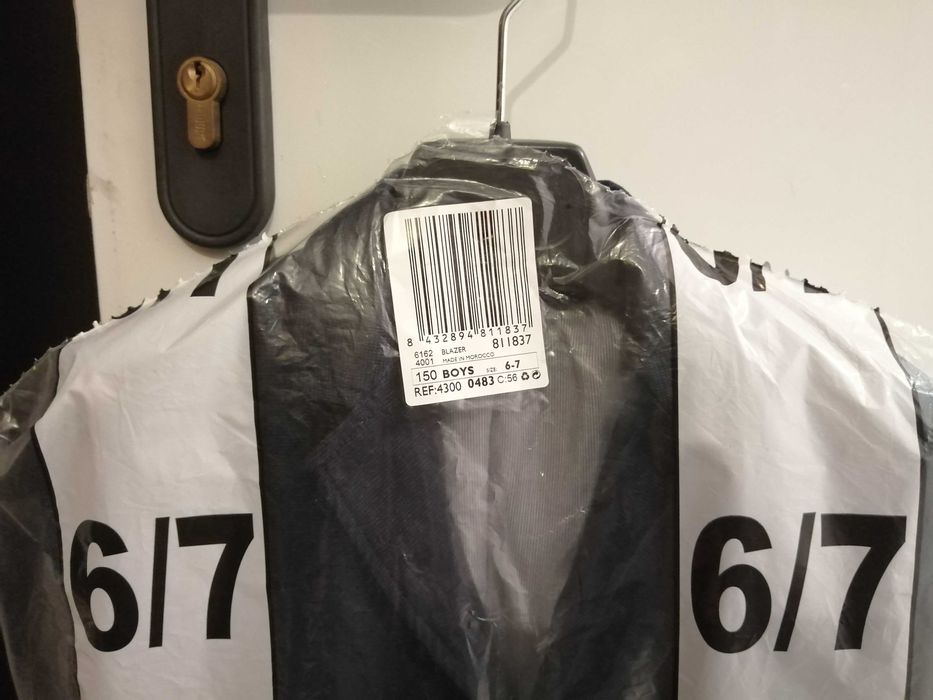 8 432894 811837
6162 BLAZER 811837
4001 MADE IN MOROCCO
150 BOYS SIZE: 6-7
REF:4300 0483 C:56
6/7 6/7